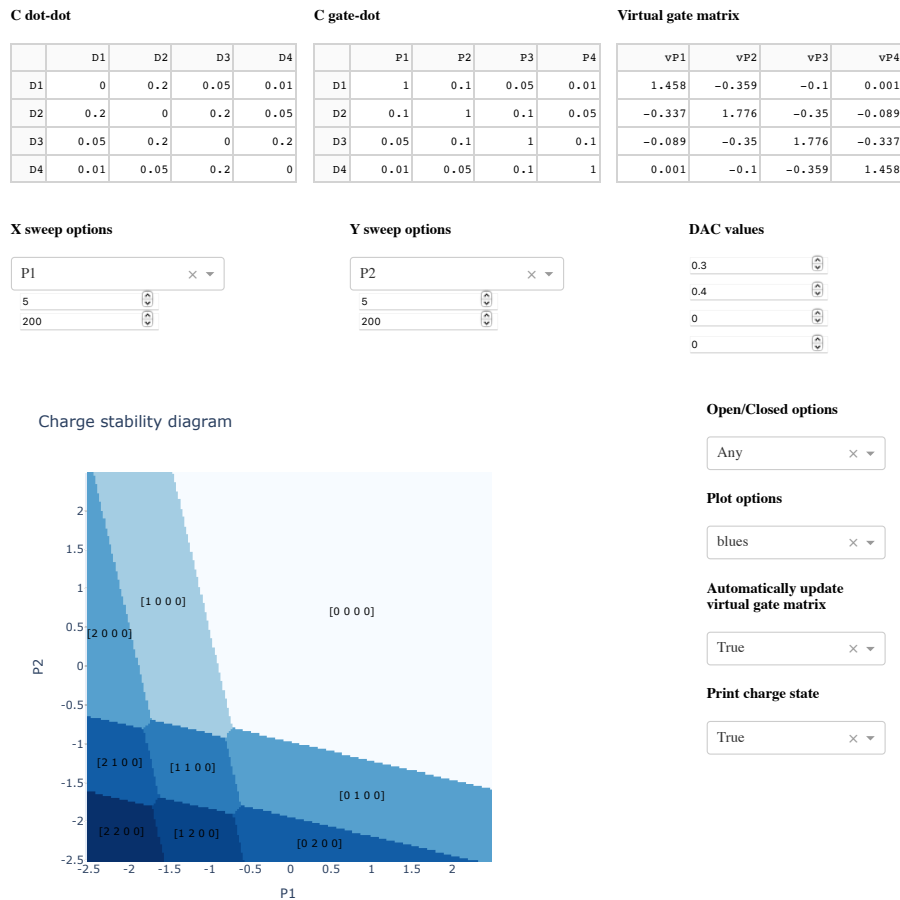 C dot-dot C gate-dot Virtual gate matrix
D1 D2 D3 D4 P1 P2 P3 P4 vP1 vP2 vP3 vP4
D1 0 0.2 0.05 0.01 D1 1 0.1 0.05 0.01 1.458 -0.359 -0.1 0.001
D2 0.2 0 0.2 0.05 D2 0.1 1 0.1 0.05 -0.337 1.776 -0.35 -0.089
D3 0.05 0.2 0 0.2 D3 0.05 0.1 1 0.1 -0.089 -0.35 1.776 -0.337
D4 0.01 0.05 0.2 0 D4 0.01 0.05 0.1 1 0.001 -0.1 -0.359 1.458
X sweep options Y sweep options DAC values
P1 P2 0.3
5 5 0.4
200 200 0
0
Charge stability diagram
Open/Closed options
Any
Plot options
blues
Automatically update
virtual gate matrix
True
Print charge state
True
2
1.5
1
0.5
0
-0.5
-1
-1.5
-2
-2.5
P2
[1 0 0 0]
[0 0 0 0]
[2 0 0 0]
[2 1 0 0]
[1 1 0 0]
[0 1 0 0]
[2 2 0 0]
[1 2 0 0]
[0 2 0 0]
-2.5 -2 -1.5 -1 -0.5 0 0.5 1 1.5 2
P1